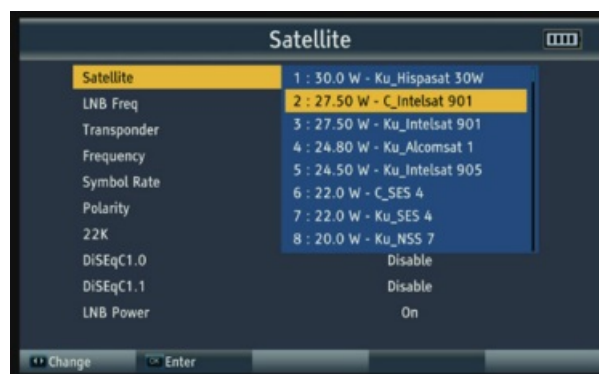 Satellite
Satellite
1 : 30.0 W - Ku_Hispasat 30W
LNB Freq
2 : 27.50 W - C_Intelsat 901
Transponder
3 : 27.50 W - Ku_Intelsat 901
Frequency
4 : 24.80 W - Ku_Alcomsat 1
Symbol Rate
5 : 24.50 W - Ku_Intelsat 905
Polarity
6 : 22.0 W - C_SES 4
7 : 22.0 W - Ku_SES 4
22K
8 : 20.0 W - Ku_NSS 7
DiSEqC1.0 Disable
DiSEqC1.1 Disable
LNB Power On
Change OK Enter